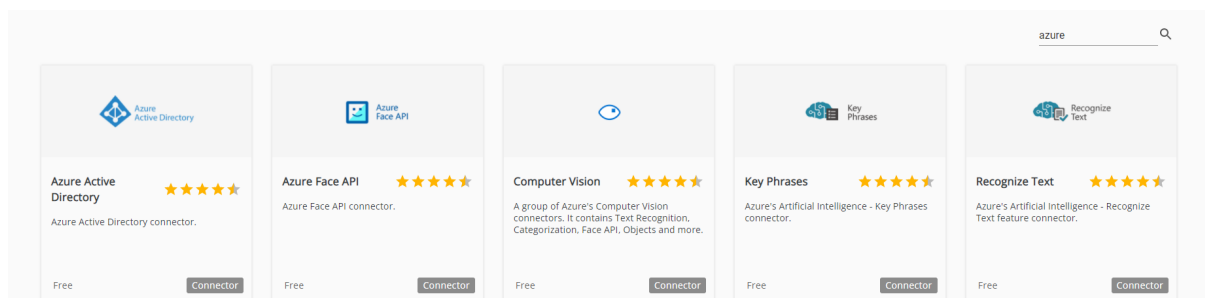 azure
Azure
Active Directory
Azure Active
Directory
Azure Active Directory connector.
Free
Connector
Azure
Face API
Azure Face API
Azure Face API connector.
Free
Connector
Computer Vision
A group of Azure's Computer Vision
connectors. It contains Text Recognition,
Categorization, Face API, Objects and more.
Free
Connector
Key
Phrases
Key Phrases
Azure's Artificial Intelligence - Key Phrases
connector.
Free
Connector
Recognize
Text
Recognize Text
Azure's Artificial Intelligence - Recognize
Text feature connector.
Free
Connector